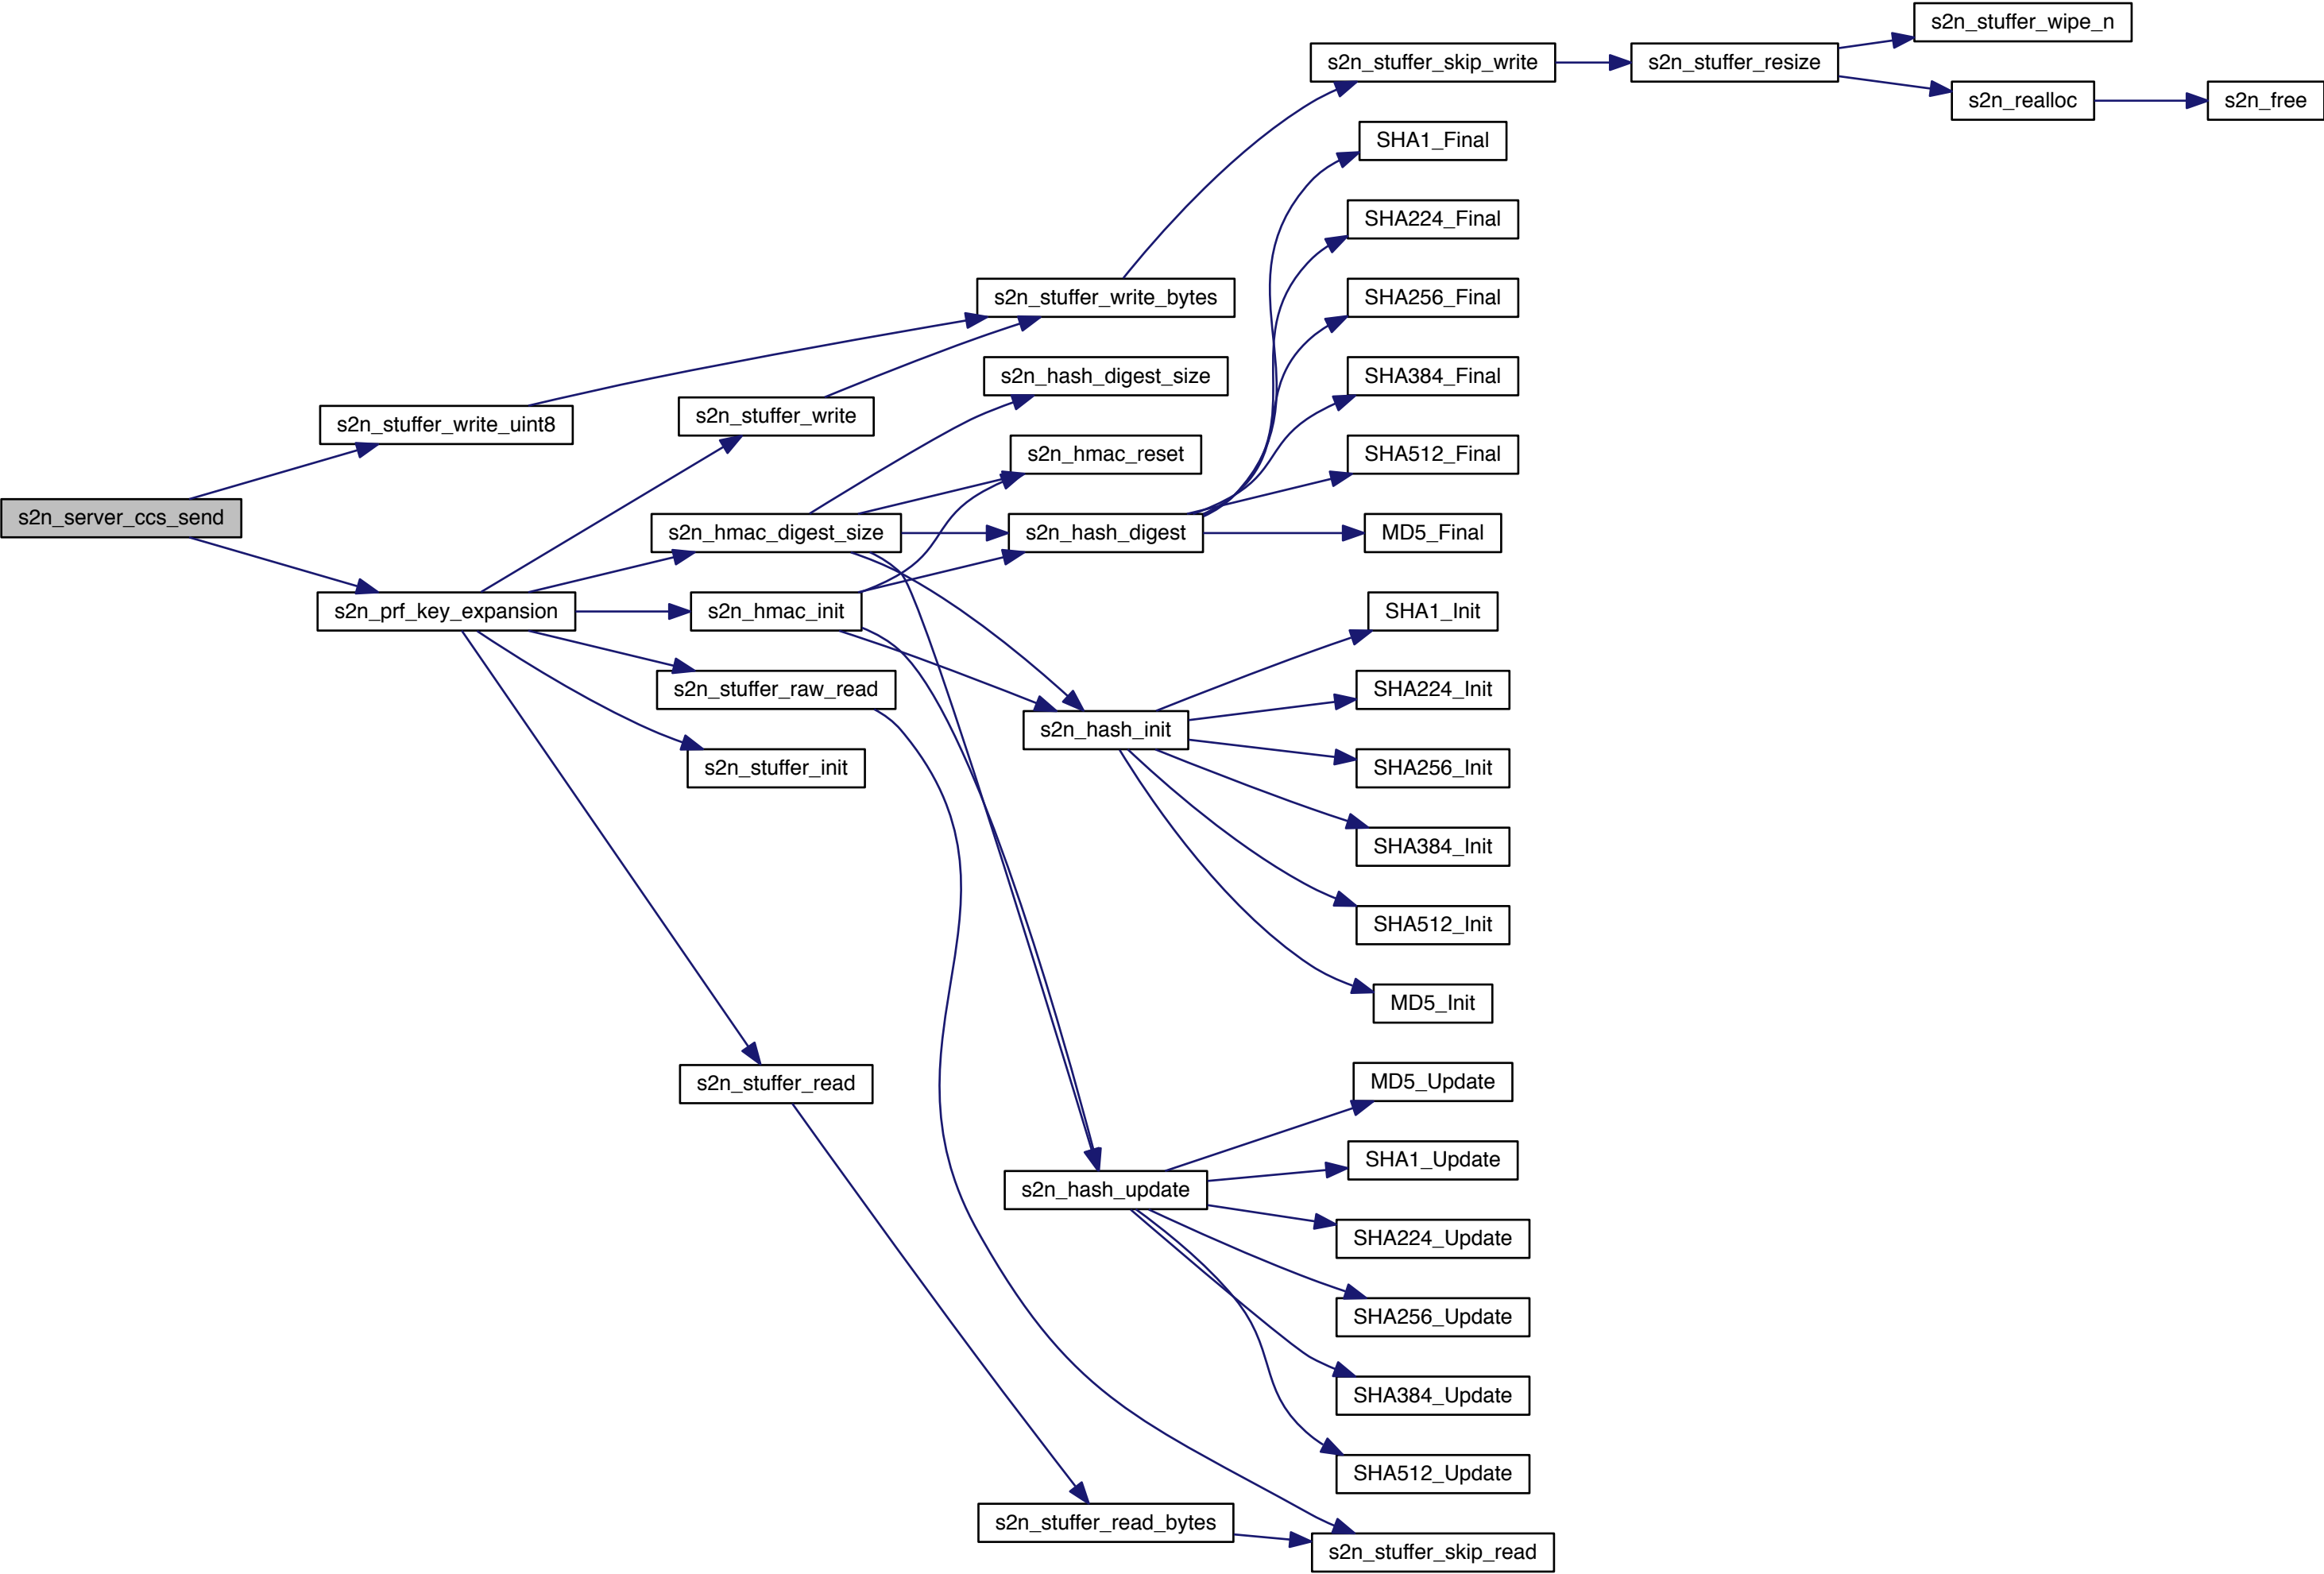 s2n_server_ccs_send
s2n_stuffer_write_uint8
s2n_prf_key_expansion
s2n_stuffer_write
s2n_hmac_digest_size
s2n_hmac_init
s2n_stuffer_raw_read
s2n_stuffer_init
s2n_stuffer_read
s2n_stuffer_write_bytes
s2n_hash_digest_size
s2n_hmac_reset
s2n_hash_digest
s2n_hash_init
s2n_hash_update
s2n_stuffer_read_bytes
s2n_stuffer_skip_write
SHA1_Final
SHA224_Final
SHA256_Final
SHA384_Final
SHA512_Final
MD5_Final
SHA1_Init
SHA224_Init
SHA256_Init
SHA384_Init
SHA512_Init
MD5_Init
MD5_Update
SHA1_Update
SHA224_Update
SHA256_Update
SHA384_Update
SHA512_Update
s2n_stuffer_skip_read
s2n_stuffer_resize
s2n_stuffer_wipe_n
s2n_realloc
s2n_free